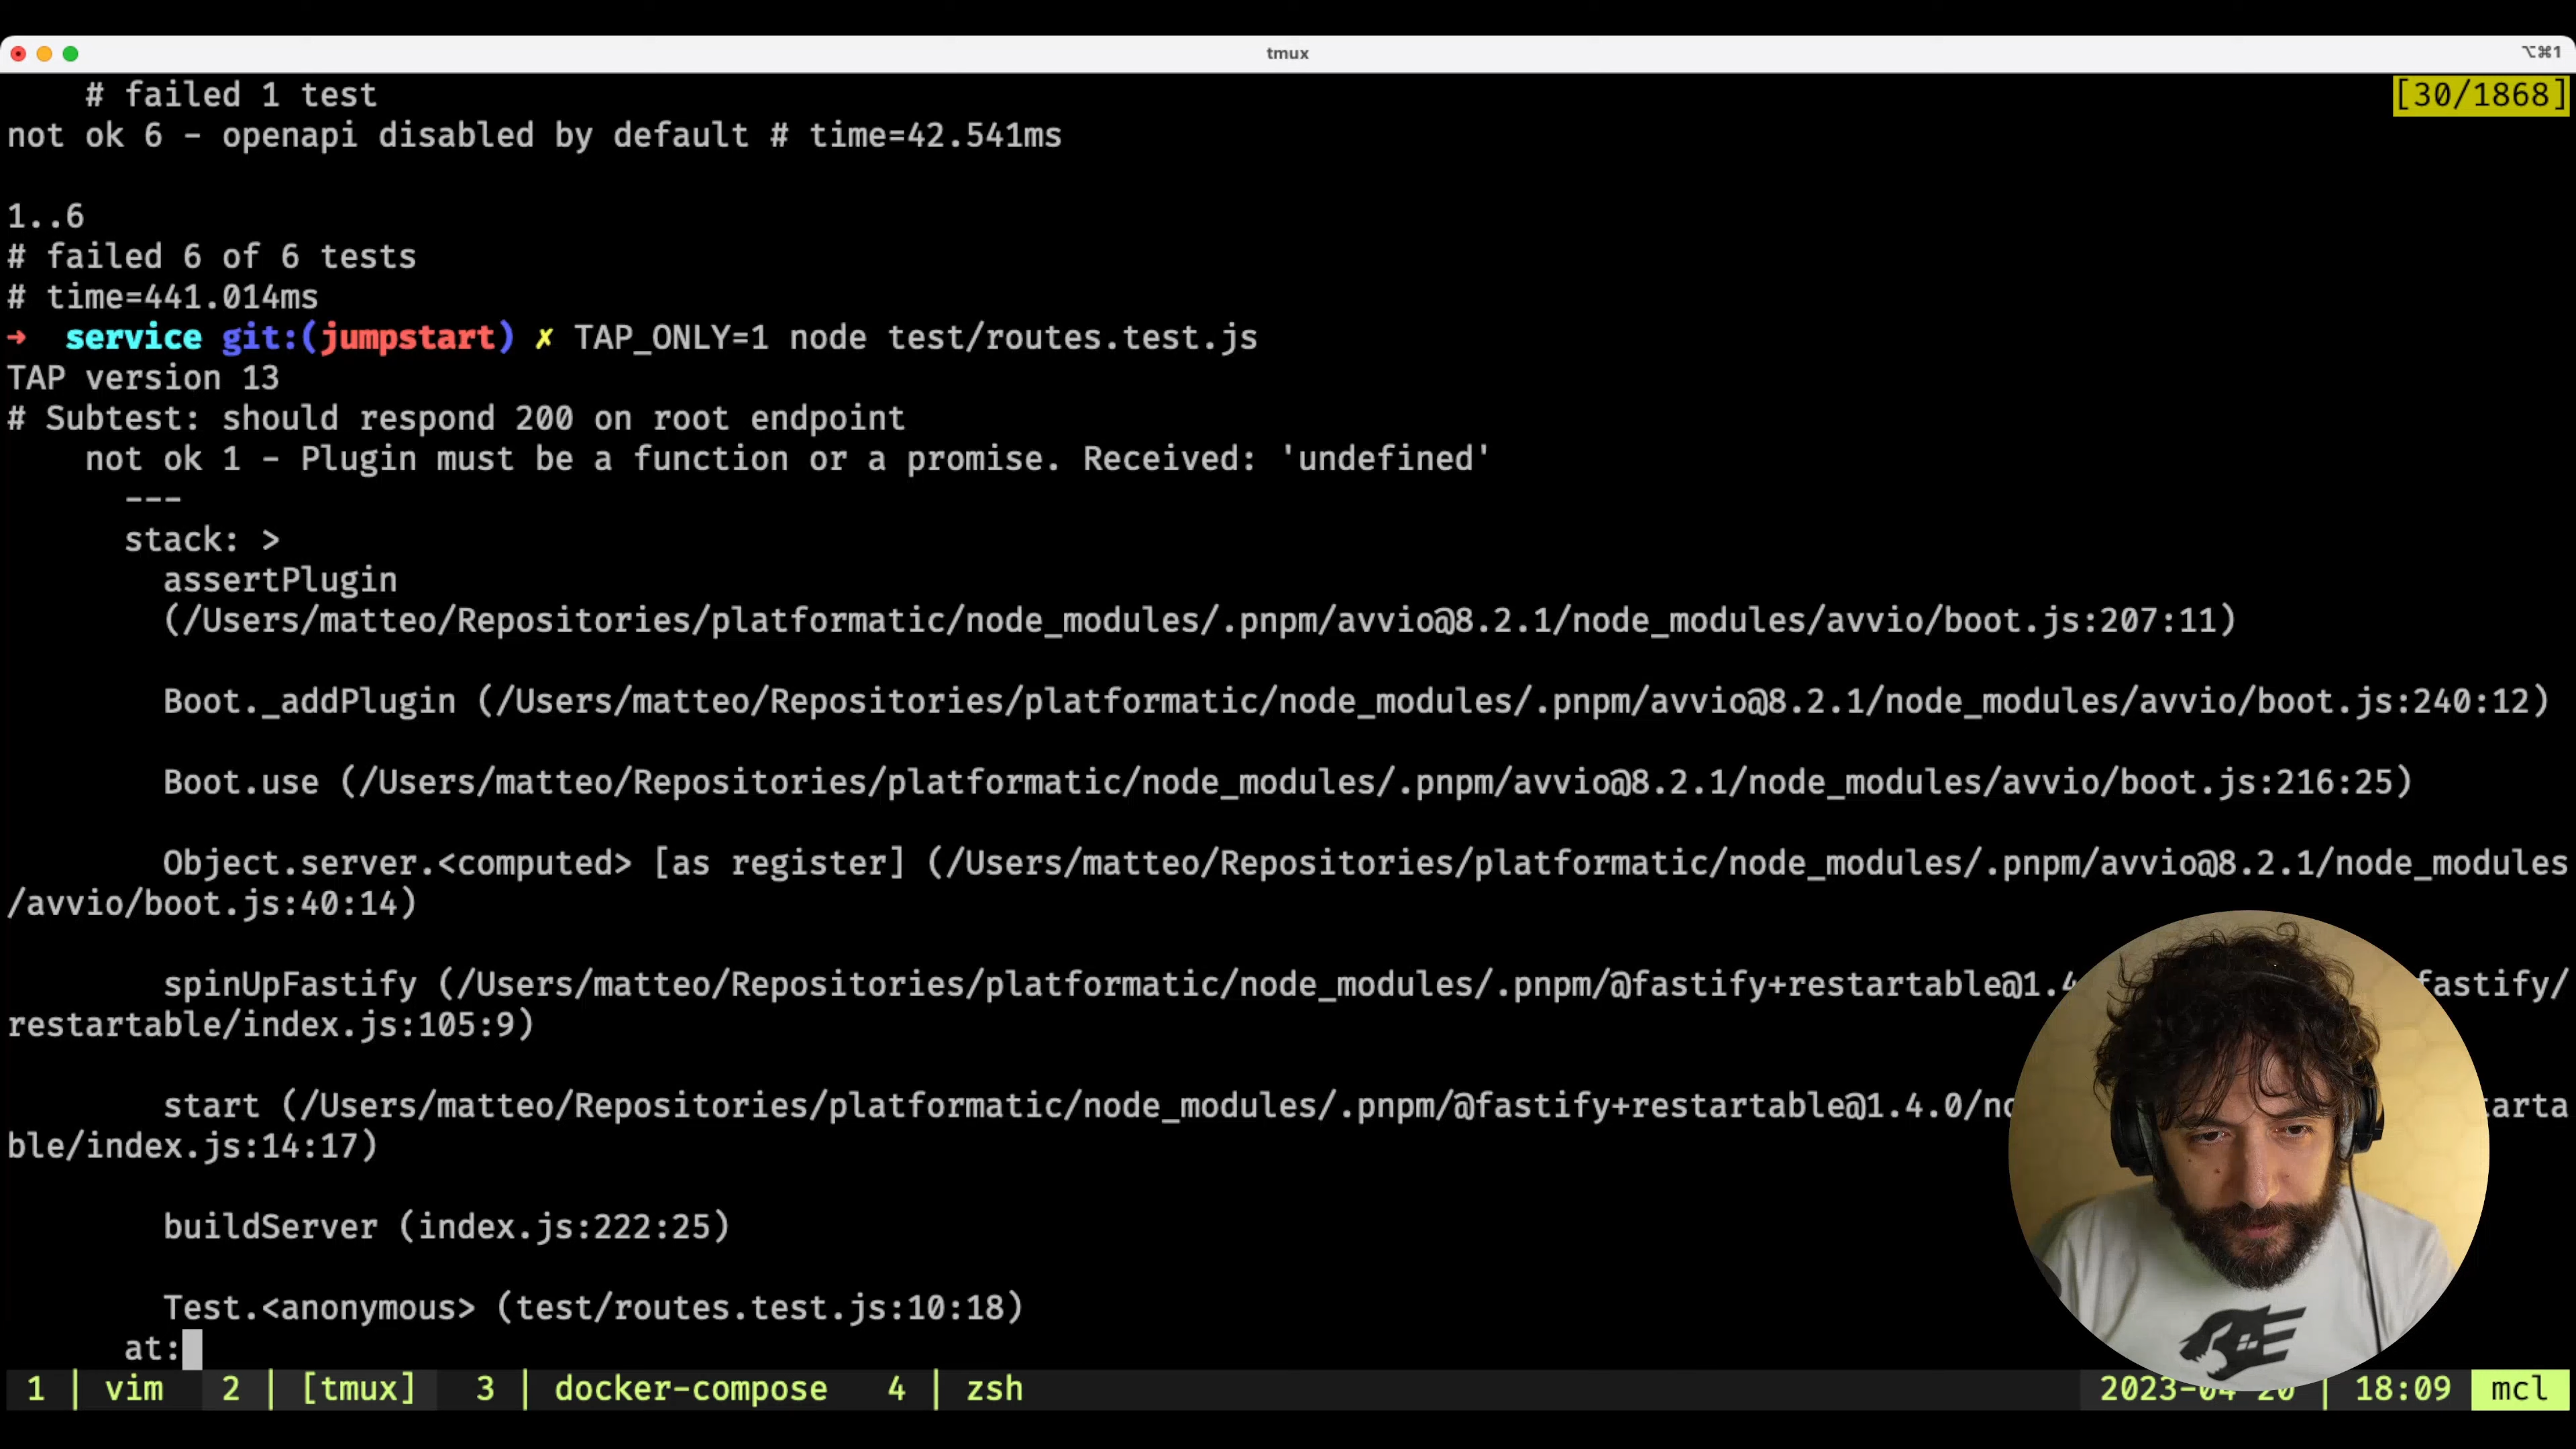 tmux
⌥⌘1
# failed 1 test
[30/1868]
not ok 6 - openapi disabled by default # time=42.541ms
1..6
# failed 6 of 6 tests
# time=441.014ms
→ service git:(jumpstart) ✗ TAP_ONLY=1 node test/routes.test.js
TAP version 13
# Subtest: should respond 200 on root endpoint
not ok 1 - Plugin must be a function or a promise. Received: 'undefined'
---
stack: >
assertPlugin
(/Users/matteo/Repositories/platformatic/node_modules/.pnpm/avvio@8.2.1/node_modules/avvio/boot.js:207:11)
Boot._addPlugin (/Users/matteo/Repositories/platformatic/node_modules/.pnpm/avvio@8.2.1/node_modules/avvio/boot.js:240:12)
Boot.use (/Users/matteo/Repositories/platformatic/node_modules/.pnpm/avvio@8.2.1/node_modules/avvio/boot.js:216:25)
Object.server.<computed> [as register] (/Users/matteo/Repositories/platformatic/node_modules/.pnpm/avvio@8.2.1/node_modules
/avvio/boot.js:40:14)
spinUpFastify (/Users/matteo/Repositories/platformatic/node_modules/.pnpm/@fastify+restartable@1.4 fastify/
restartable/index.js:105:9)
start (/Users/matteo/Repositories/platformatic/node_modules/.pnpm/@fastify+restartable@1.4.0/no starta
ble/index.js:14:17)
buildServer (index.js:222:25)
Test.<anonymous> (test/routes.test.js:10:18)
at:
1 | vim 2 | [tmux] 3 | docker-compose 4 | zsh 2023-04-20 | 18:09 mcl